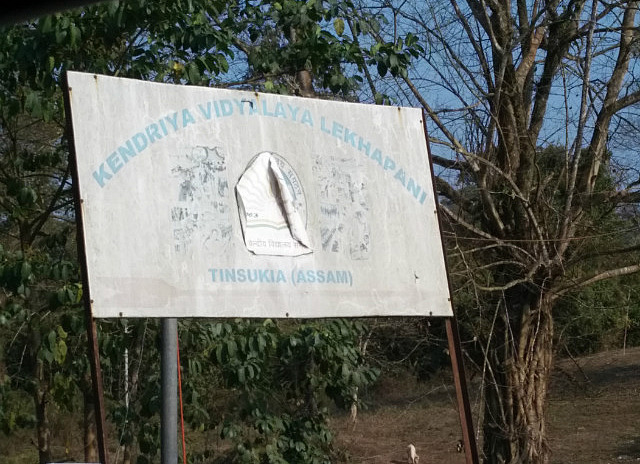 KENDRIYA VIDYALAYA LEKHAPANI
TINSUKIA (ASSAM)